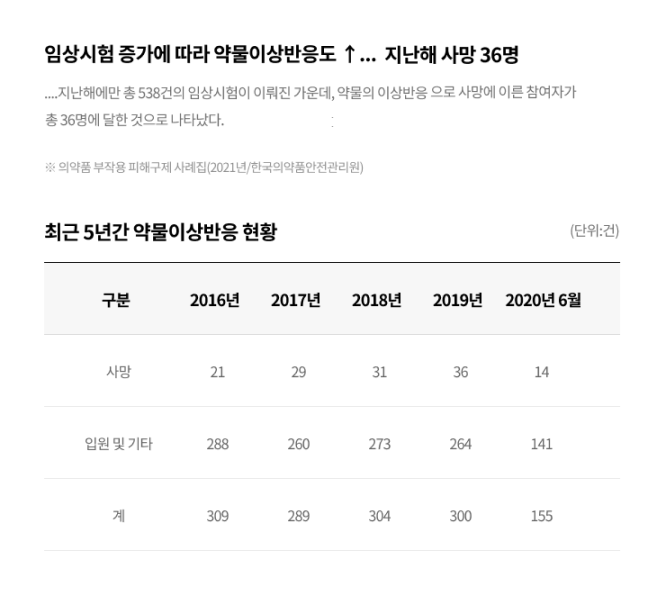 임상시험 증가에 따라 약물이상반응도 ↑... 지난해 사망 36명
....지난해에만 총 538건의 임상시험이 이뤄진 가운데, 약물의 이상반응 으로 사망에 이른 참여자가
총 36명에 달한 것으로 나타났다.
※ 의약품 부작용 피해구제 사례집(2021년/한국의약품안전관리원)
최근 5년간 약물이상반응 현황 (단위:건)
구분 2016년 2017년 2018년 2019년 2020년 6월
사망 21 29 31 36 14
입원 및 기타 288 260 273 264 141
계 309 289 304 300 155